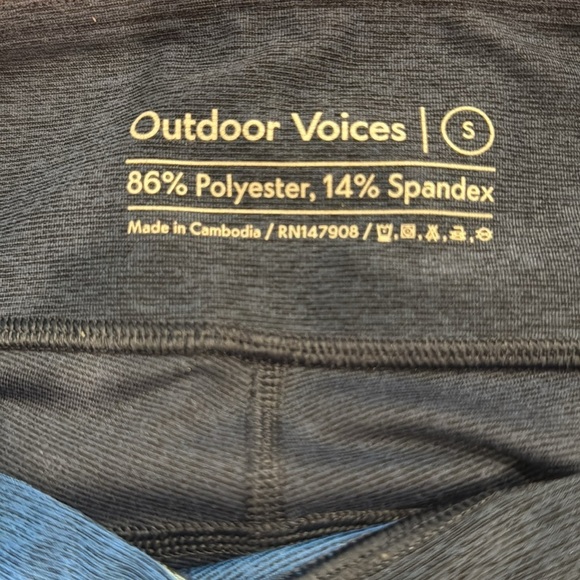 Outdoor Voices | S
86% Polyester, 14% Spandex
Made in Cambodia / RN147908 /